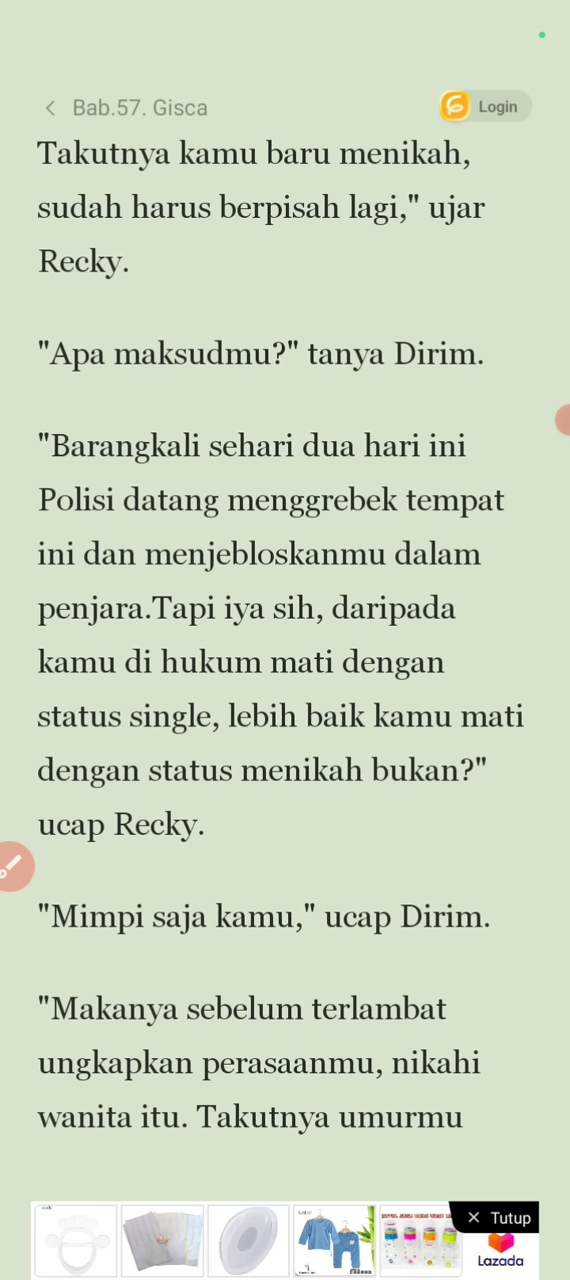 Bab.57. Gisca
Login
Takutnya kamu baru menikah,
sudah harus berpisah lagi," ujar
Recky.
"Apa maksudmu?" tanya Dirim.
"Barangkali sehari dua hari ini
Polisi datang menggrebek tempat
ini dan menjebloskanmu dalam
penjara.Tapi iya sih, daripada
kamu di hukum mati dengan
status single, lebih baik kamu mati
dengan status menikah bukan?"
ucap Recky.
"Mimpi saja kamu," ucap Dirim.
"Makanya sebelum terlambat
ungkapkan perasaanmu, nikahi
wanita itu. Takutnya umurmu
Tutup
Lazada